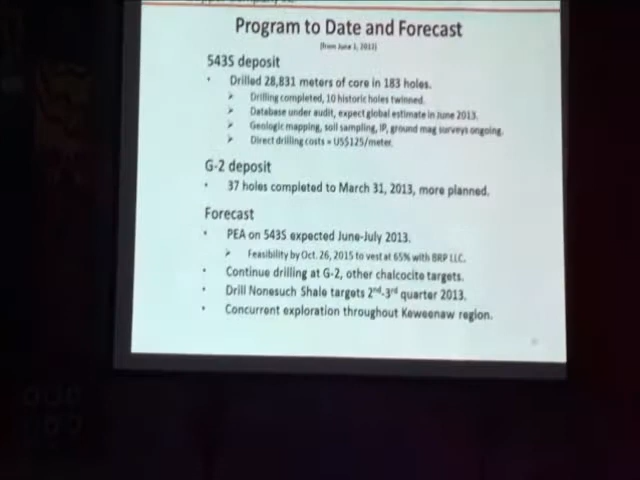 Program to Date and Forecast
(from June 1, 2011)
543S deposit
• Drilled 28,831 meters of core in 183 holes.
➤ Drilling completed, 10 historic holes twinned.
➤ Database under audit, expect global estimate in June 2013.
➤ Geologic mapping, soil sampling, IP, ground mag surveys ongoing.
➤ Direct drilling costs = US$125/meter.
G-2 deposit
• 37 holes completed to March 31, 2013, more planned.
Forecast
• PEA on 543S expected June-July 2013.
➤ Feasibility by Oct. 26, 2015 to vest at 65% with BRP LLC.
• Continue drilling at G-2, other chalcocite targets.
• Drill Nonesuch Shale targets 2nd-3rd quarter 2013.
• Concurrent exploration throughout Keweenaw region.